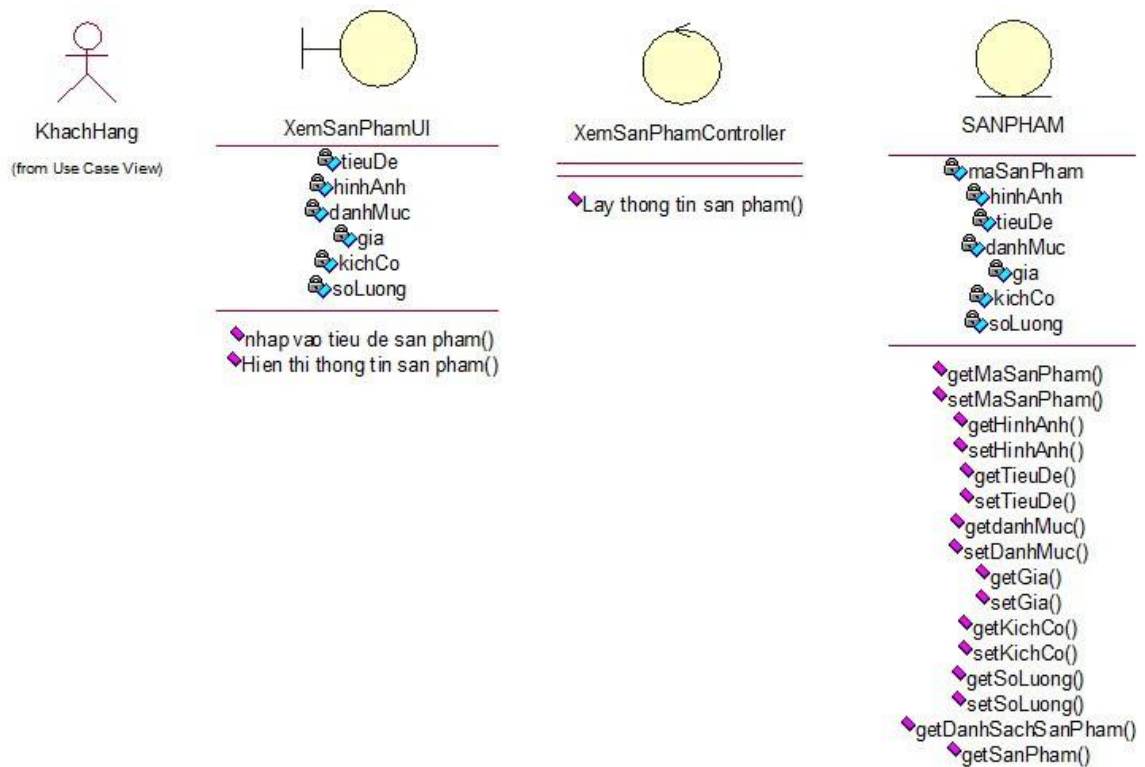 KhachHang
(from Use Case View)
XemSanPhamUI
tieuDe
hinhAnh
danhMuc
gia
kichCo
soLuong
nhap vao tieu de san pham()
Hien thi thong tin san pham()
XemSanPhamController
Lay thong tin san pham()
SANPHAM
maSanPham
hinhAnh
tieuDe
danhMuc
gia
kichCo
soLuong
getMaSanPham()
setMaSanPham()
getHinhAnh()
setHinhAnh()
getTieuDe()
setTieuDe()
getdanhMuc()
setDanhMuc()
getGia()
setGia()
getKichCo()
setKichCo()
getSoLuong()
setSoLuong()
getDanhSachSanPham()
getSanPham()